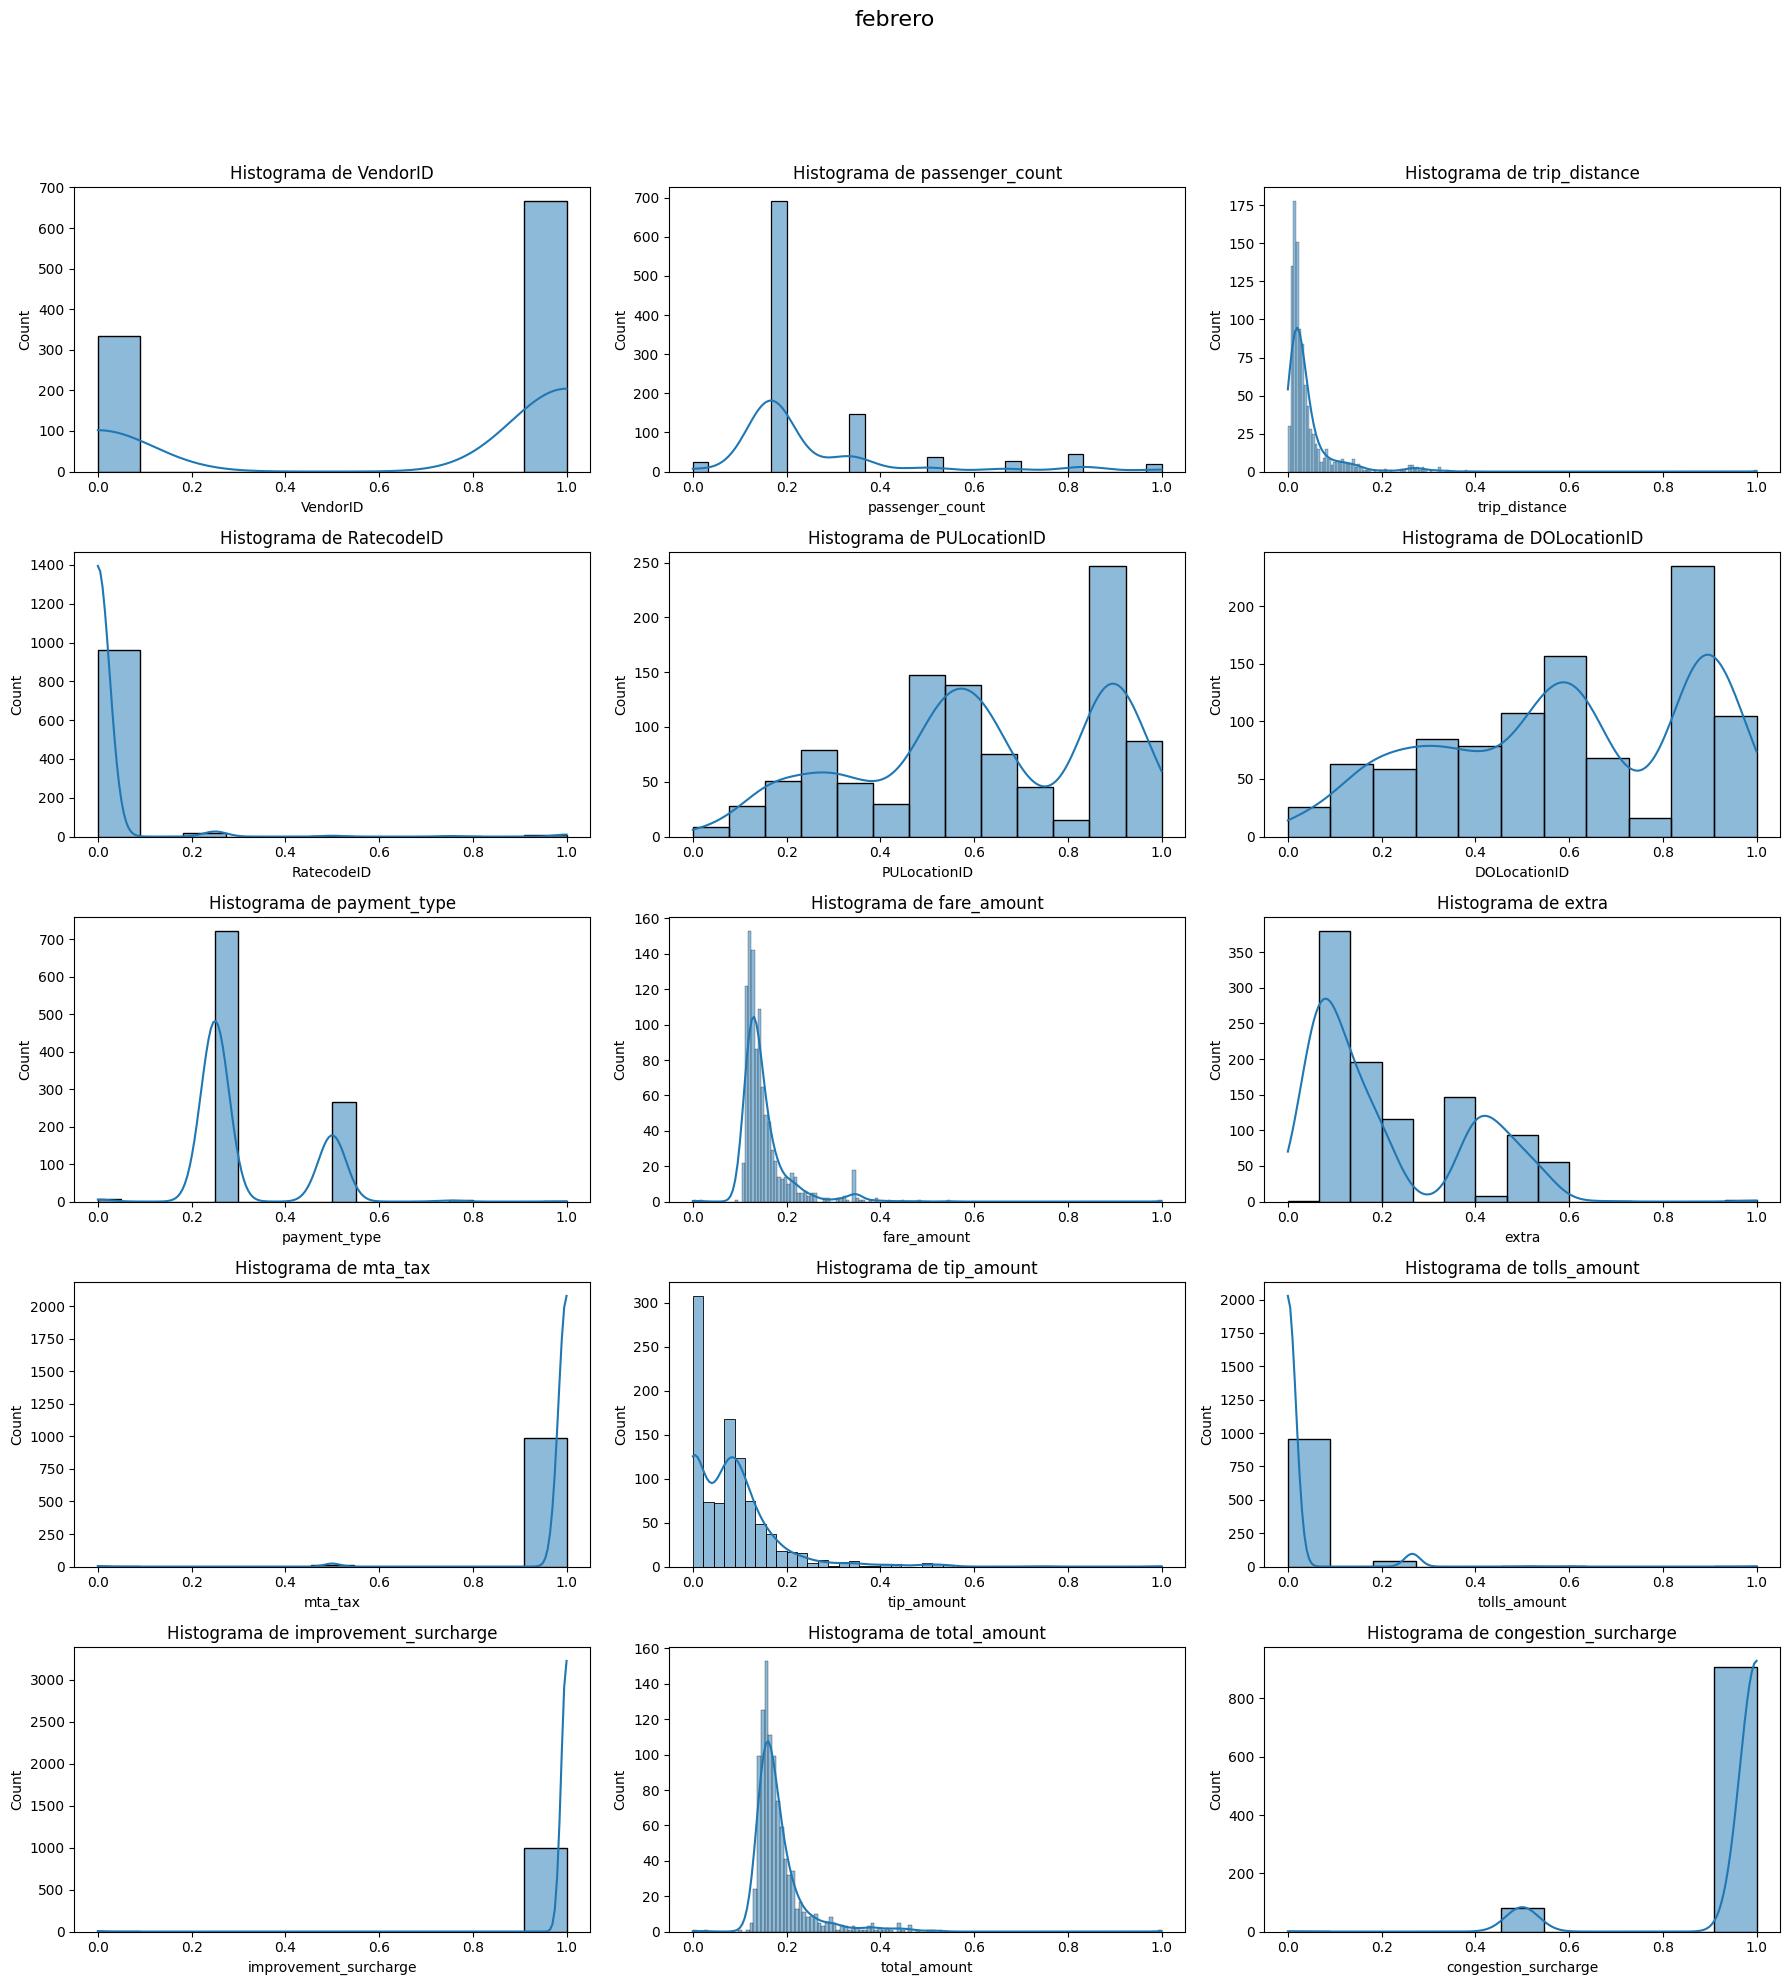 febrero
Histograma de VendorID
700
600
500
400
300
200
100
0
Count
0.0 0.2 0.4 0.6 0.8 1.0
VendorID
Histograma de passenger_count
700
600
500
400
300
200
100
0
Count
0.0 0.2 0.4 0.6 0.8 1.0
passenger_count
Histograma de trip_distance
175
150
125
100
75
50
25
0
Count
0.0 0.2 0.4 0.6 0.8 1.0
trip_distance
Histograma de RatecodeID
1400
1200
1000
800
600
400
200
0
Count
0.0 0.2 0.4 0.6 0.8 1.0
RatecodeID
Histograma de PULocationID
250
200
150
100
50
0
Count
0.0 0.2 0.4 0.6 0.8 1.0
PULocationID
Histograma de DOLocationID
200
150
100
50
0
Count
0.0 0.2 0.4 0.6 0.8 1.0
DOLocationID
Histograma de payment_type
700
600
500
400
300
200
100
0
Count
0.0 0.2 0.4 0.6 0.8 1.0
payment_type
Histograma de fare_amount
160
140
120
100
80
60
40
20
0
Count
0.0 0.2 0.4 0.6 0.8 1.0
fare_amount
Histograma de extra
350
300
250
200
150
100
50
0
Count
0.0 0.2 0.4 0.6 0.8 1.0
extra
Histograma de mta_tax
2000
1750
1500
1250
1000
750
500
250
0
Count
0.0 0.2 0.4 0.6 0.8 1.0
mta_tax
Histograma de tip_amount
300
250
200
150
100
50
0
Count
0.0 0.2 0.4 0.6 0.8 1.0
tip_amount
Histograma de tolls_amount
2000
1750
1500
1250
1000
750
500
250
0
Count
0.0 0.2 0.4 0.6 0.8 1.0
tolls_amount
Histograma de improvement_surcharge
3000
2500
2000
1500
1000
500
0
Count
0.0 0.2 0.4 0.6 0.8 1.0
improvement_surcharge
Histograma de total_amount
160
140
120
100
80
60
40
20
0
Count
0.0 0.2 0.4 0.6 0.8 1.0
total_amount
Histograma de congestion_surcharge
800
600
400
200
0
Count
0.0 0.2 0.4 0.6 0.8 1.0
congestion_surcharge